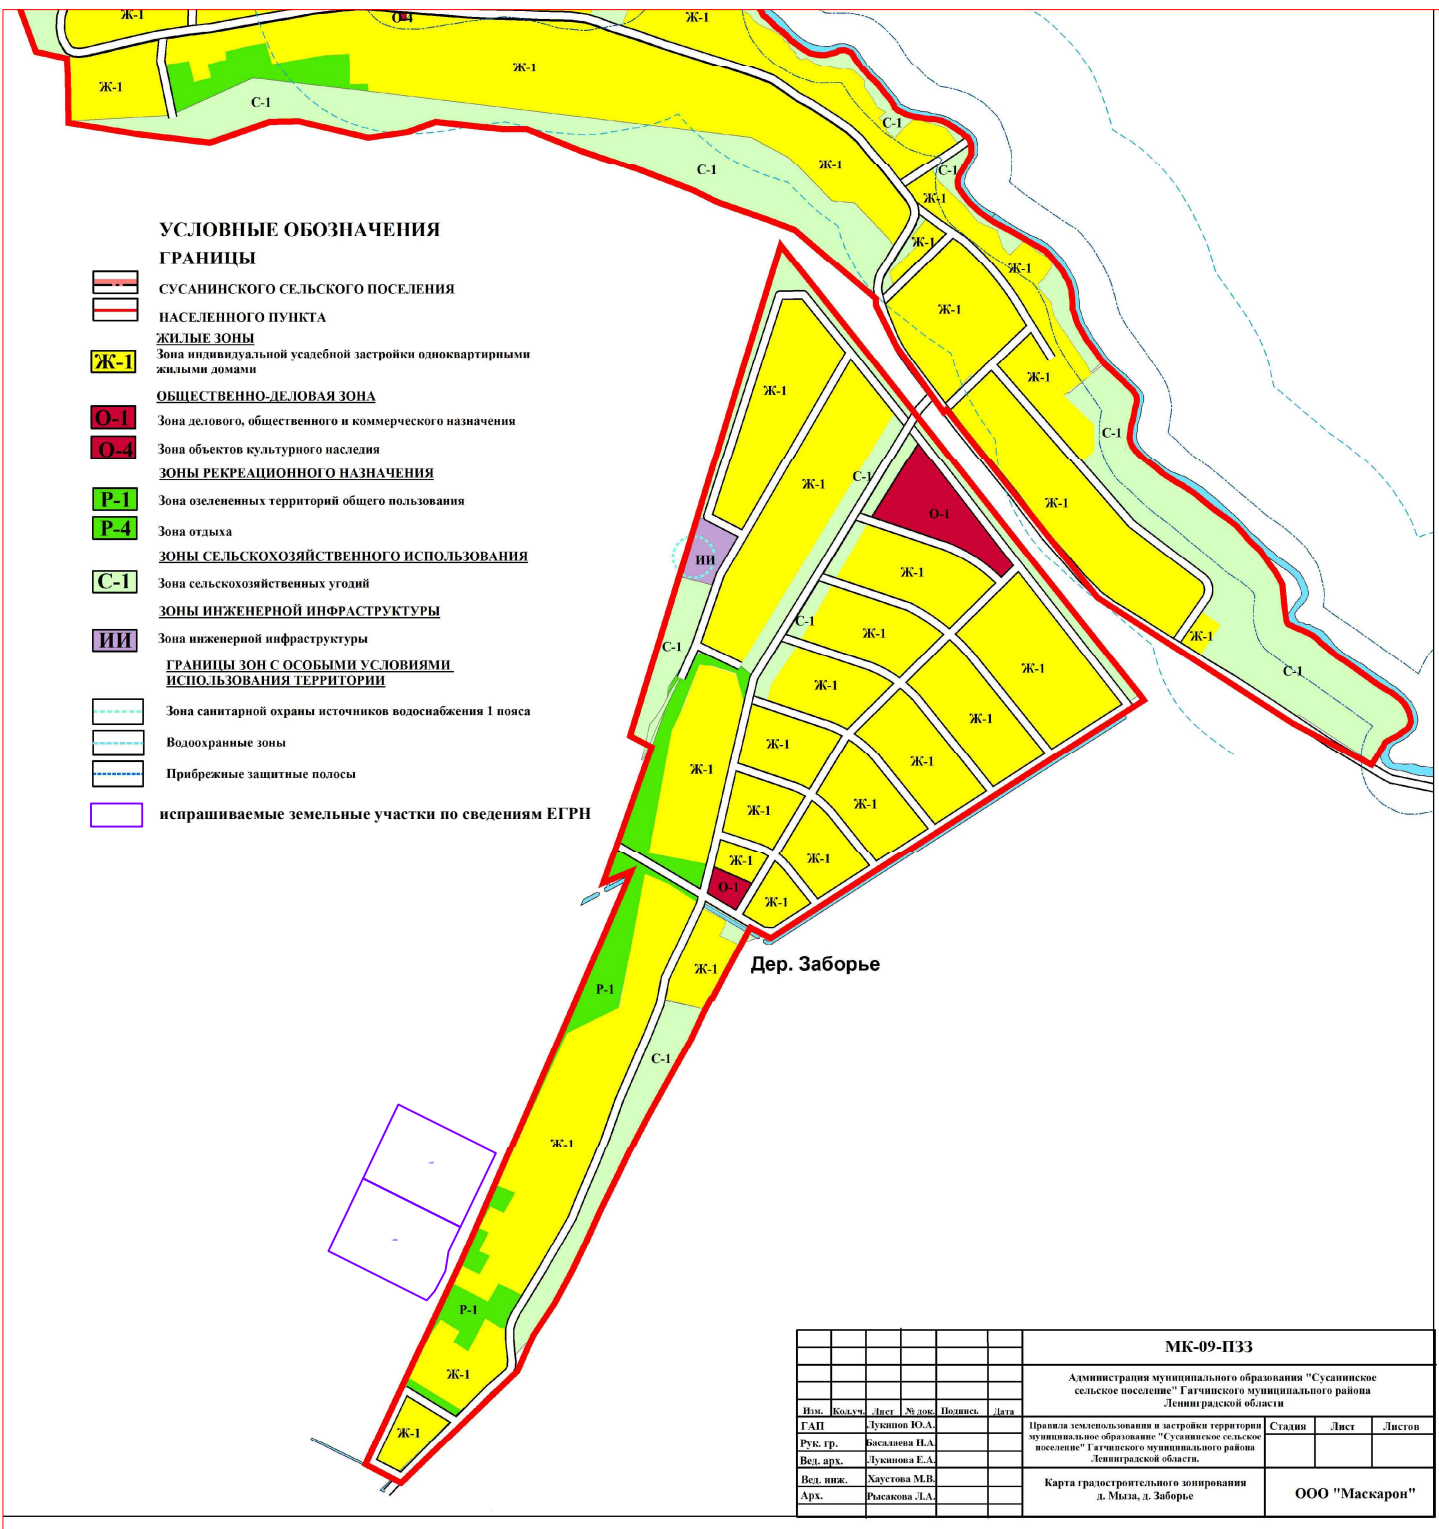 Ж-1
О-4
Ж-1
Ж-1
Ж-1
С-1
С-1
Ж-1
С-1
С-1
Ж-1
Ж-1
Ж-1
Ж-1
Ж-1
С-1
Ж-1
Ж-1
С-1
УСЛОВНЫЕ ОБОЗНАЧЕНИЯ
ГРАНИЦЫ
СУСАНИНСКОГО СЕЛЬСКОГО ПОСЕЛЕНИЯ
НАСЕЛЕННОГО ПУНКТА
ЖИЛЫЕ ЗОНЫ
Ж-1 Зона индивидуальной усадебной застройки одноквартирными
жилыми домами
ОБЩЕСТВЕННО-ДЕЛОВАЯ ЗОНА
О-1 Зона делового, общественного и коммерческого назначения
О-4 Зона объектов культурного наследия
ЗОНЫ РЕКРЕАЦИОННОГО НАЗНАЧЕНИЯ
Р-1 Зона озелененных территорий общего пользования
Р-4 Зона отдыха
ЗОНЫ СЕЛЬСКОХОЗЯЙСТВЕННОГО ИСПОЛЬЗОВАНИЯ
С-1 Зона сельскохозяйственных угодий
ЗОНЫ ИНЖЕНЕРНОЙ ИНФРАСТРУКТУРЫ
ИИ Зона инженерной инфраструктуры
ГРАНИЦЫ ЗОН С ОСОБЫМИ УСЛОВИЯМИ
ИСПОЛЬЗОВАНИЯ ТЕРРИТОРИИ
Зона санитарной охраны источников водоснабжения 1 пояса
Водоохранные зоны
Прибрежные защитные полосы
испрашиваемые земельные участки по сведениям ЕГРН
Ж-1
Ж-1
С-1
О-1
ИИ
Ж-1
С-1
Ж-1
С-1
Ж-1
Ж-1
Ж-1
Ж-1
Ж-1
Ж-1
Ж-1
Ж-1
Ж-1
Ж-1
Ж-1
О-1
Ж-1
Ж-1
С-1
Дер. Заборье
Ж-1
Р-1
С-1
Ж-1
Р-1
Ж-1
Ж-1
МК-09-ПЗЗ
Администрация муниципального образования "Сусанинское
сельское поселение" Гатчинского муниципального района
Ленинградской области
Изм. Кол.уч. Лист № док. Подпись Дата
ГАП Лукинов Ю.А.
Рук. гр. Басалаева Н.А.
Вед. арх. Лукинова Е.А.
Вед. инж. Хаустова М.В.
Арх. Рысакова Л.А.
Правила землепользования и застройки территории
муниципальное образование "Сусанинское сельское
поселение" Гатчинского муниципального района
Ленинградской области.
Стадия Лист Листов
Карта градостроительного зонирования
д. Мыза, д. Заборье
ООО "Маскарон"